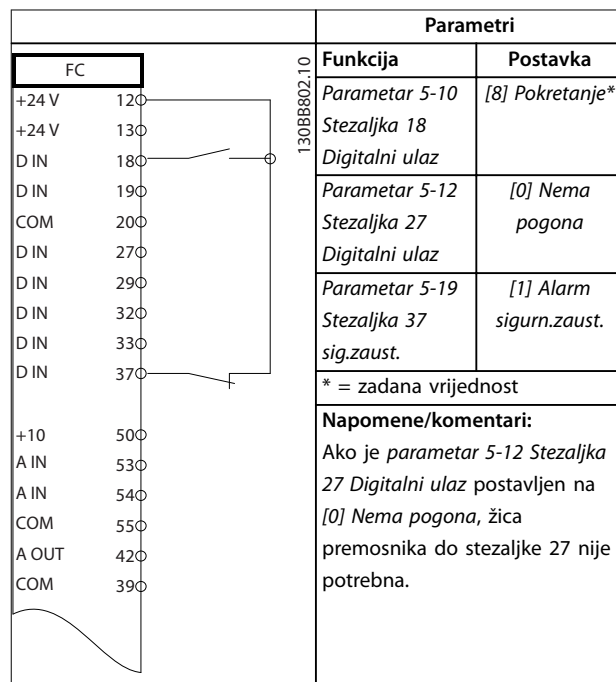 FC
+24 V 12
+24 V 13
D IN 18
D IN 19
COM 20
D IN 27
D IN 29
D IN 32
D IN 33
D IN 37
+10 50
A IN 53
A IN 54
COM 55
A OUT 42
COM 39
130BB802.10
Parametri
Funkcija Postavka
Parametar 5-10 [8] Pokretanje*
Stezaljka 18
Digitalni ulaz
Parametar 5-12 [0] Nema
Stezaljka 27 pogona
Digitalni ulaz
Parametar 5-19 [1] Alarm
Stezaljka 37 sigurn.zaust.
sig.zaust.
* = zadana vrijednost
Napomene/komentari:
Ako je parametar 5-12 Stezaljka
27 Digitalni ulaz postavljen na
[0] Nema pogona, žica
premosnika do stezaljke 27 nije
potrebna.